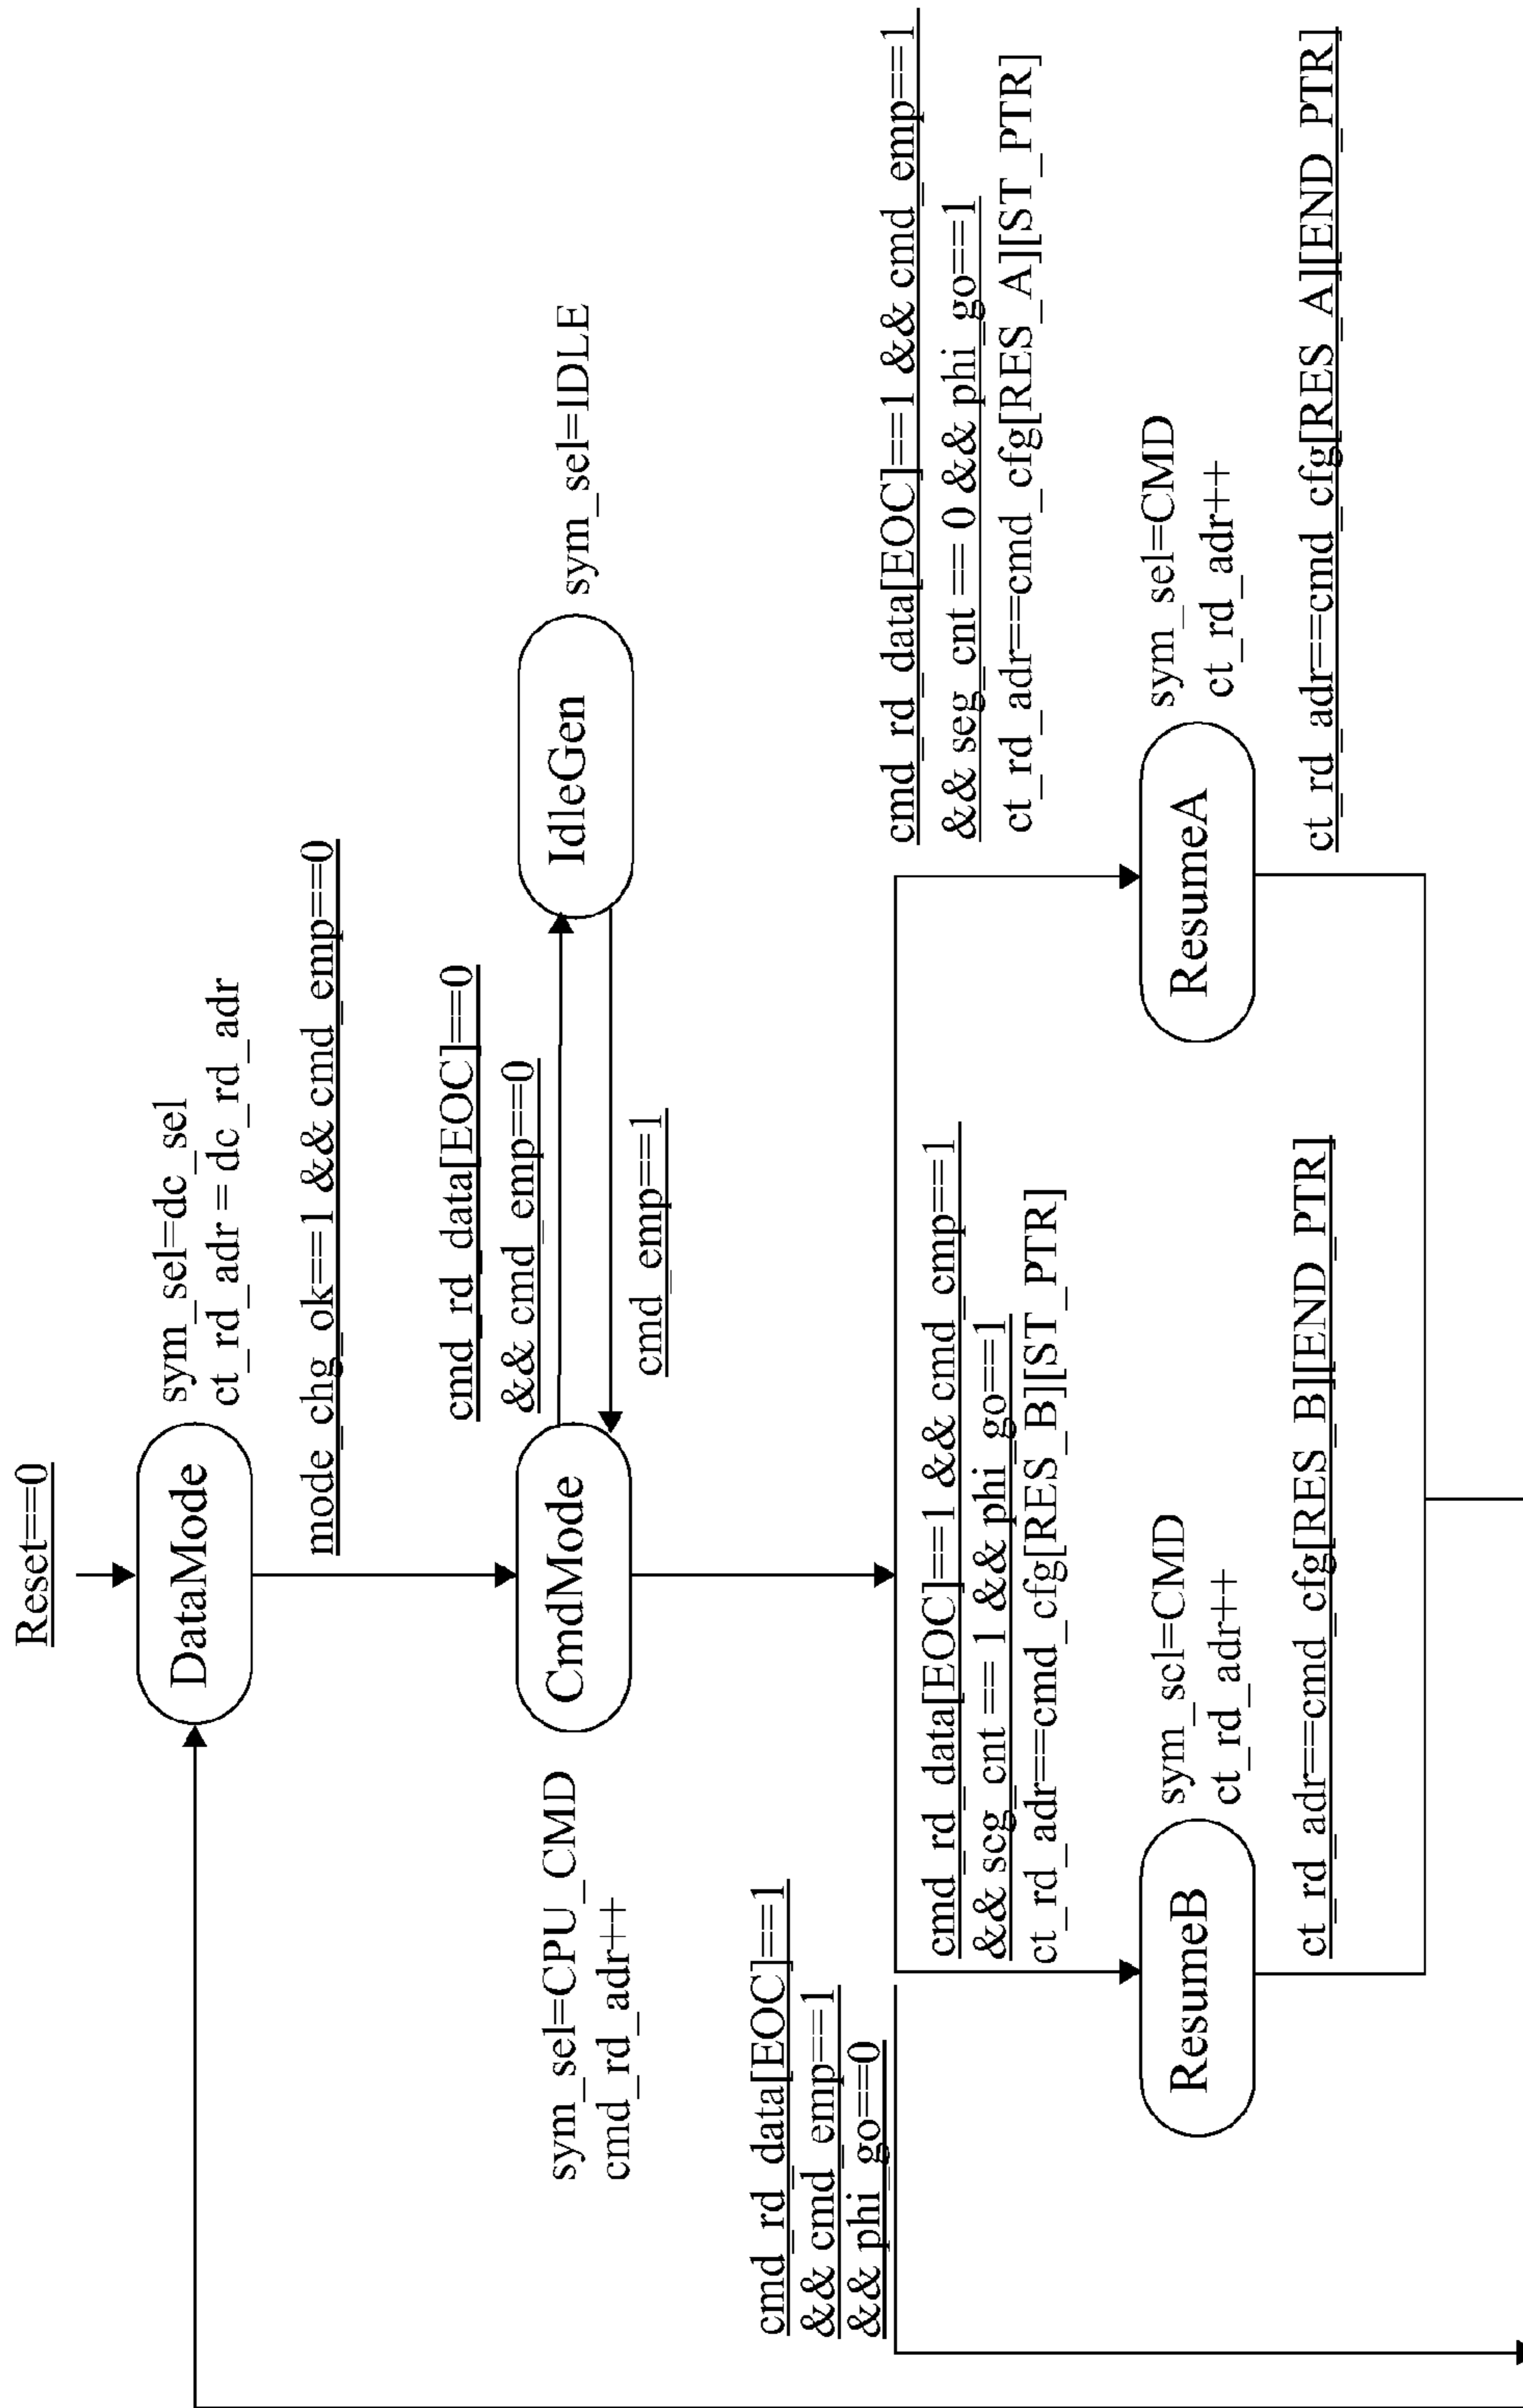 Reset==0
DataMode
sym_sel=dc_sel
ct_rd_adr = dc_rd_adr
mode_chg_ok==1 && cmd_emp==0
sym_sel=CPU_CMD
cmd_rd_adr++
CmdMode
cmd_rd_data[EOC]==0
&& cmd_emp==0
cmd_emp==1
IdleGen
sym_sel=IDLE
cmd_rd_data[EOC]==1
&& cmd_emp==1
&& phi_go==0
cmd_rd_data[EOC]==1 && cmd_emp==1
&& seg_cnt == 1 && phi_go==1
ct_rd_adr==cmd_cfg[RES_B][ST_PTR]
cmd_rd_data[EOC]==1 && cmd_emp==1
&& seg_cnt == 0 && phi_go==1
ct_rd_adr==cmd_cfg[RES_A][ST_PTR]
ResumeB
sym_sel=CMD
ct_rd_adr++
ct_rd_adr==cmd_cfg[RES_B][END_PTR]
ResumeA
sym_sel=CMD
ct_rd_adr++
ct_rd_adr==cmd_cfg[RES_A][END_PTR]